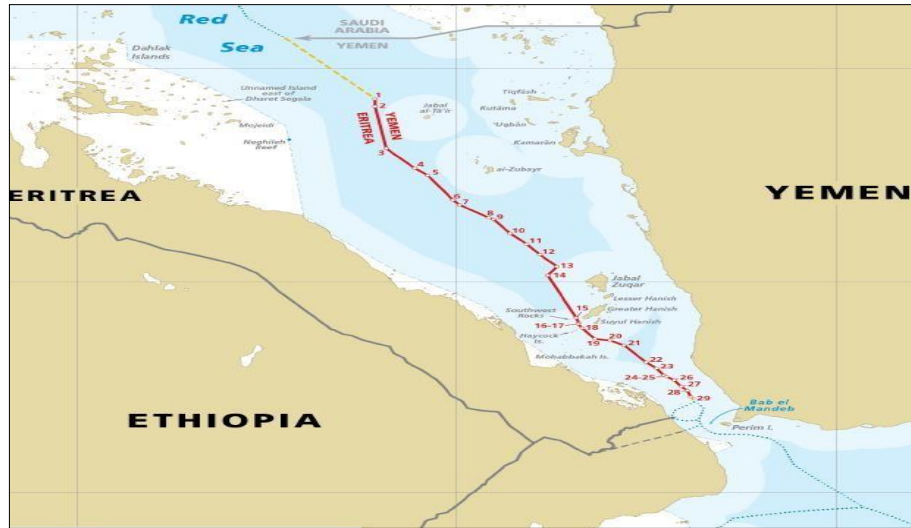 Red
Sea
SAUDI
ARABIA
YEMEN
Dahlak
Islands
Unnamed Island
east of
Dharet Segala
Mojeidi
Neghileh
Reef
1
2
YEMEN
ERITREA
3
Jabal
al-Ta'ir
Tiqfash
Kutama
'Uqban
Kamaran
al-Zubayr
4
5
ERITREA
YEMEN
6
7
8
9
10
11
12
13
14
Jabal
Zuqar
Lesser Hanish
15
Greater Hanish
Southwest
Rocks
Suyul Hanish
16-17
18
Haycock
Is.
19
20
21
Mohabbakah Is.
22
23
24-25
26
27
28
29
Bab el
Mandeb
Perim I.
ETHIOPIA